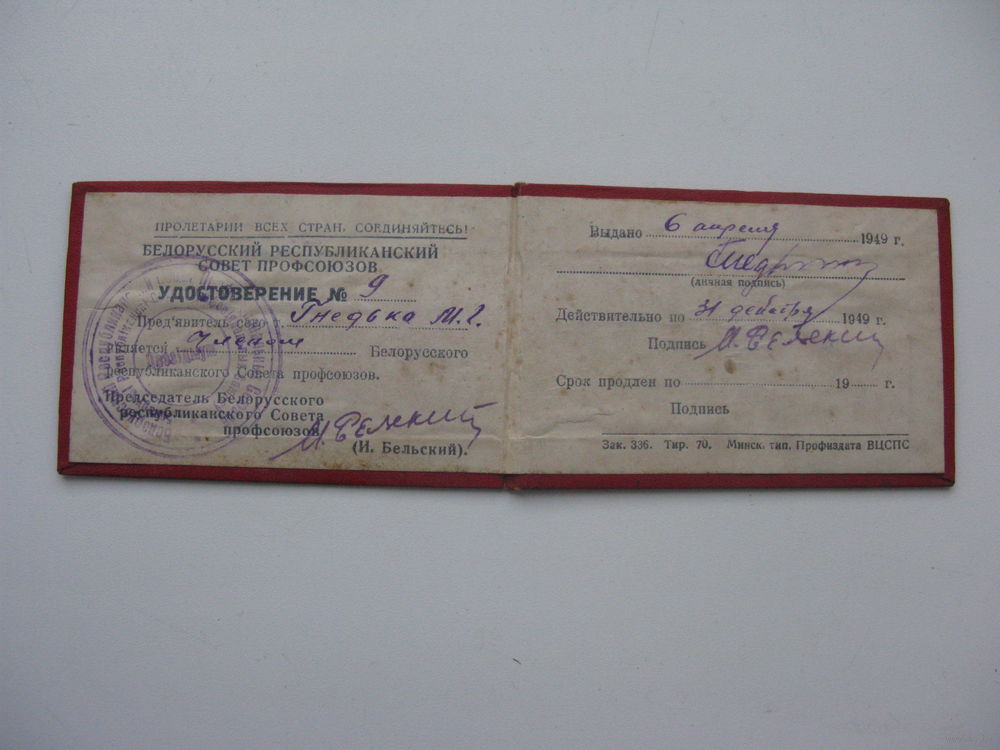 ПРОЛЕТАРИИ ВСЕХ СТРАН, СОЕДИНЯЙТЕСЬ!
БЕЛОРУССКИЙ РЕСПУБЛИКАНСКИЙ
СОВЕТ ПРОФСОЮЗОВ
УДОСТОВЕРЕНИЕ № 9
Пред'явитель сего т. Гнедько М.Г.
является Членом Белорусского
республиканского Совета профсоюзов.
Председатель Белорусского
республиканского Совета
профсоюзов И. Бельский
(И. Бельский).
Выдано 6 апреля 1949 г.
(личная подпись)
Действительно по 31 декабря 1949 г.
Подпись И. Бельский
Срок продлен по 19 г.
Подпись
Зак. 336. Тир. 70. Минск. тип. Профиздата ВЦСПС